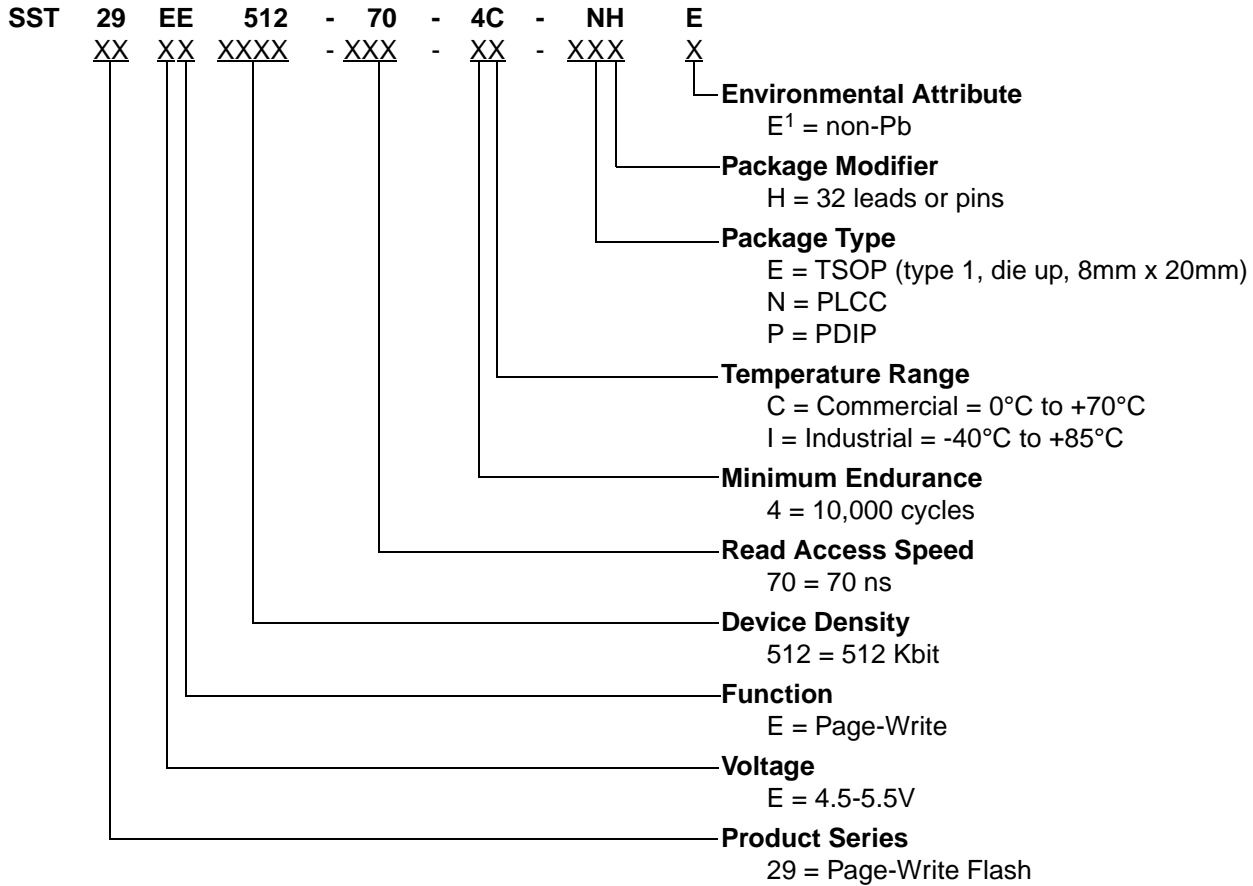 SST 29 EE 512 - 70 - 4C - NH E
XX XX XXXX - XXX - XX - XXX X
Environmental Attribute
E1 = non-Pb
Package Modifier
H = 32 leads or pins
Package Type
E = TSOP (type 1, die up, 8mm x 20mm)
N = PLCC
P = PDIP
Temperature Range
C = Commercial = 0°C to +70°C
I = Industrial = -40°C to +85°C
Minimum Endurance
4 = 10,000 cycles
Read Access Speed
70 = 70 ns
Device Density
512 = 512 Kbit
Function
E = Page-Write
Voltage
E = 4.5-5.5V
Product Series
29 = Page-Write Flash